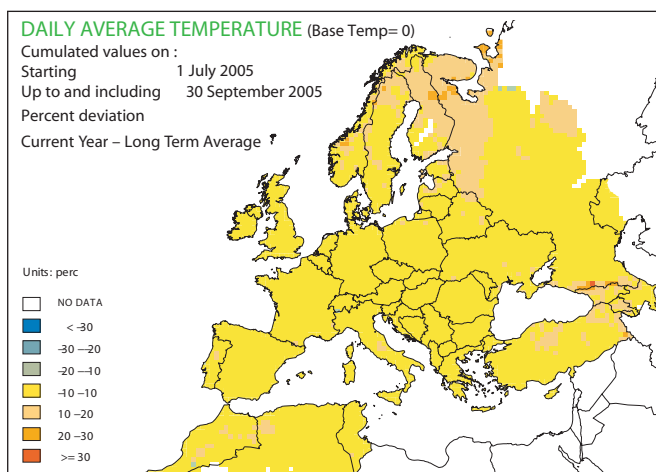 DAILY AVERAGE TEMPERATURE (Base Temp= 0)
Cumulated values on :
Starting 1 July 2005
Up to and including 30 September 2005
Percent deviation
Current Year – Long Term Average
Units: perc
NO DATA
< -30
-30 –-20
-20 –-10
-10 –10
10 –20
20 –30
>= 30